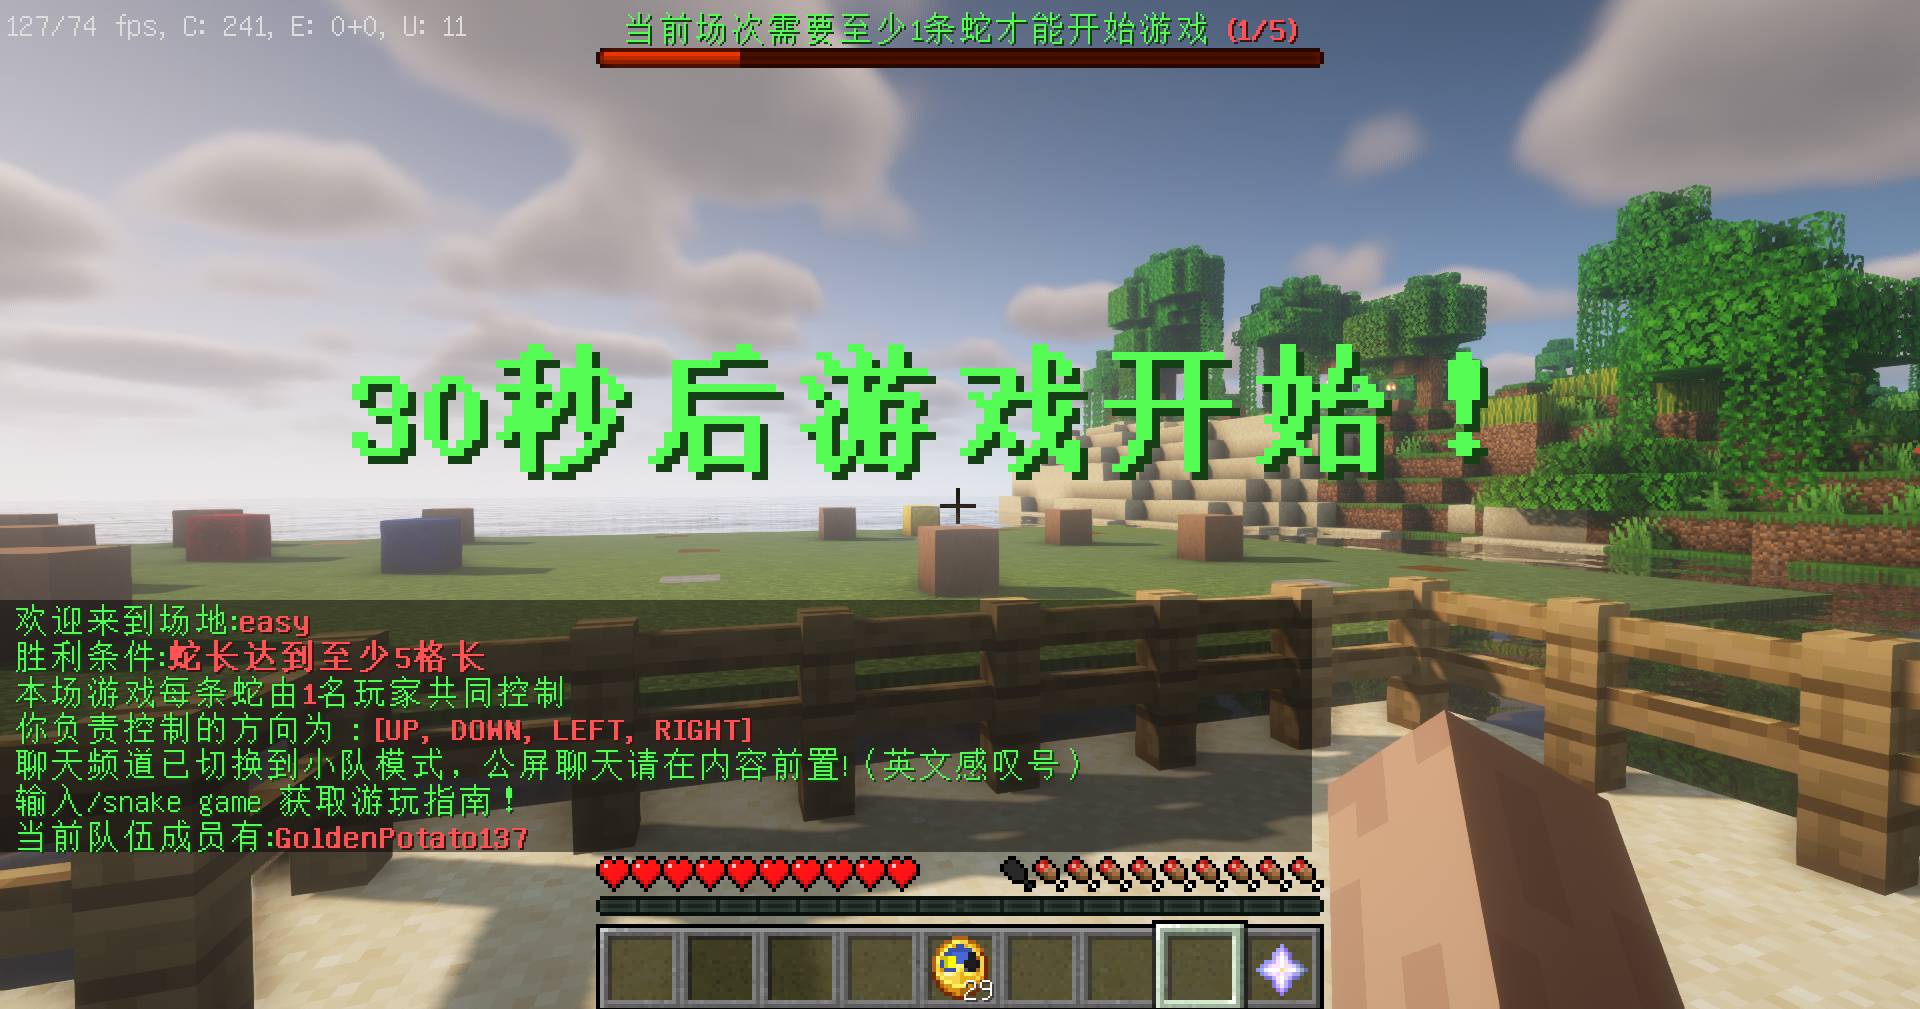 127/74 fps, C: 241, E: 0+0, U: 11
当前场次需要至少1条蛇才能开始游戏 (1/5)
30秒后游戏开始！
欢迎来到场地:easy
胜利条件:蛇长达到至少5格长
本场游戏每条蛇由1名玩家共同控制
你负责控制的方向为：[UP, DOWN, LEFT, RIGHT]
聊天频道已切换到小队模式，公屏聊天请在内容前置!（英文感叹号）
输入/snake game 获取游玩指南！
当前队伍成员有:GoldenPotato137
29